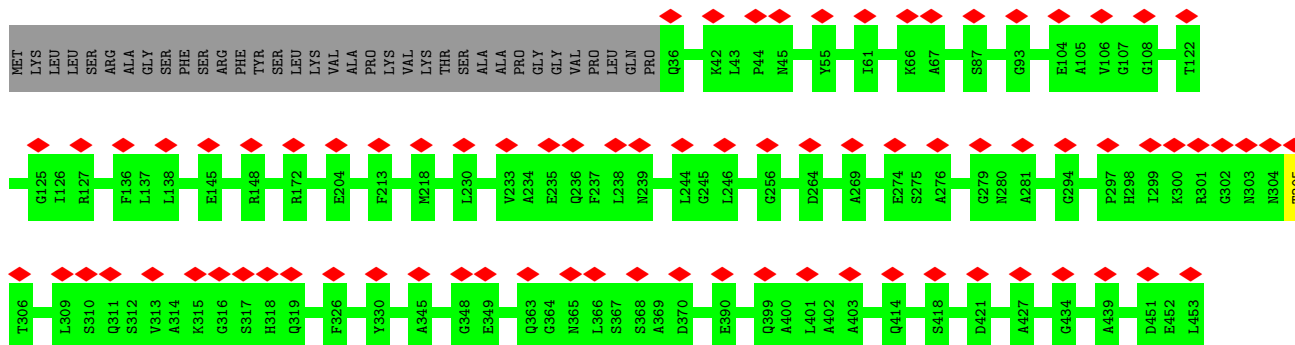 MET LYS LEU LEU SER ARG ALA GLY SER PHE SER ARG PHE TYR SER LEU LYS VAL ALA PRO LYS VAL LYS THR SER ALA ALA PRO GLY GLY VAL PRO LEU GLN PRO Q36 K42 L43 P44 N45 Y55 I61 K66 A67 S87 G93 E104 A105 V106 G107 G108 T122
G125 I126 R127 F136 L137 L138 E145 R148 R172 E204 F213 M218 L230 V233 A234 E235 Q236 F237 L238 N239 L244 G245 L246 G256 D264 A269 E274 S275 A276 G279 N280 A281 G294 P297 H298 I299 K300 R301 G302 N303 N304 T305
T306 L309 S310 Q311 S312 V313 A314 K315 G316 S317 H318 Q319 F326 Y330 A345 G348 E349 Q363 G364 N365 L366 S367 S368 A369 D370 E390 Q399 A400 L401 A402 A403 Q414 S418 D421 A427 G434 A439 D451 E452 L453